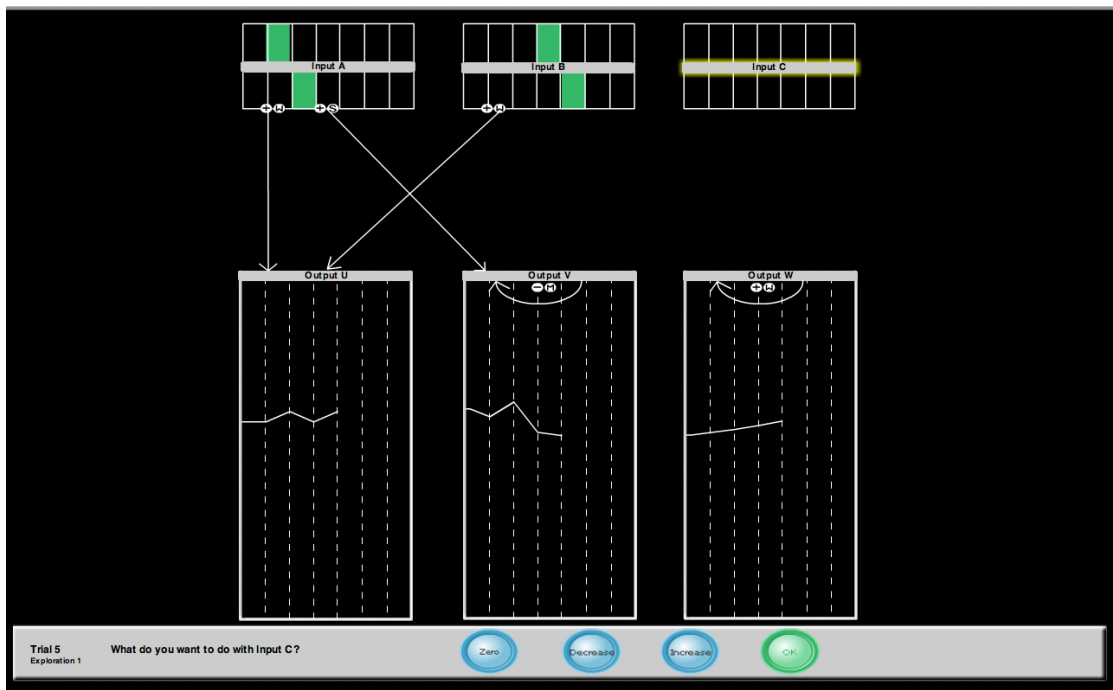 Input A
Input B
Input C
+ W
+ S
+ W
Output U
Output V
Output W
− M
+ W
Trial 5
Exploration 1
What do you want to do with Input C?
Zero
Decrease
Increase
OK